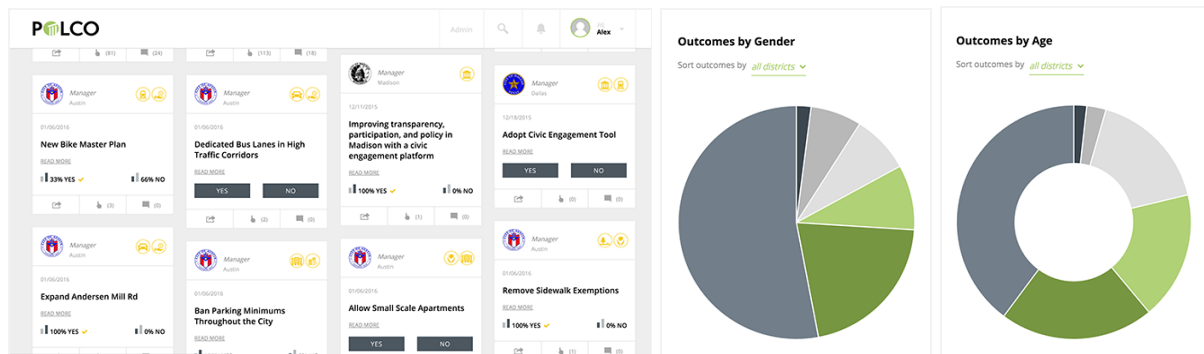 POLCO
Admin
Hi,
Alex
(81)
(24)
(113)
(18)
Manager
Austin
01/06/2016
New Bike Master Plan
READ MORE
33% YES
66% NO
(3)
(0)
Manager
Austin
Expand Andersen Mill Rd
READ MORE
100% YES
0% NO
Manager
Austin
01/06/2016
Dedicated Bus Lanes in High
Traffic Corridors
READ MORE
YES
NO
(2)
(0)
Manager
Austin
01/06/2016
Ban Parking Minimums
Throughout the City
READ MORE
Manager
Madison
12/11/2015
Improving transparency,
participation, and policy in
Madison with a civic
engagement platform
READ MORE
100% YES
0% NO
(1)
(0)
Manager
Austin
01/06/2016
Allow Small Scale Apartments
READ MORE
YES
NO
Manager
Dallas
12/18/2015
Adopt Civic Engagement Tool
READ MORE
YES
NO
(0)
(0)
Manager
Austin
01/06/2016
Remove Sidewalk Exemptions
READ MORE
100% YES
0% NO
(1)
(0)
Outcomes by Gender
Sort outcomes by all districts
Outcomes by Age
Sort outcomes by all districts